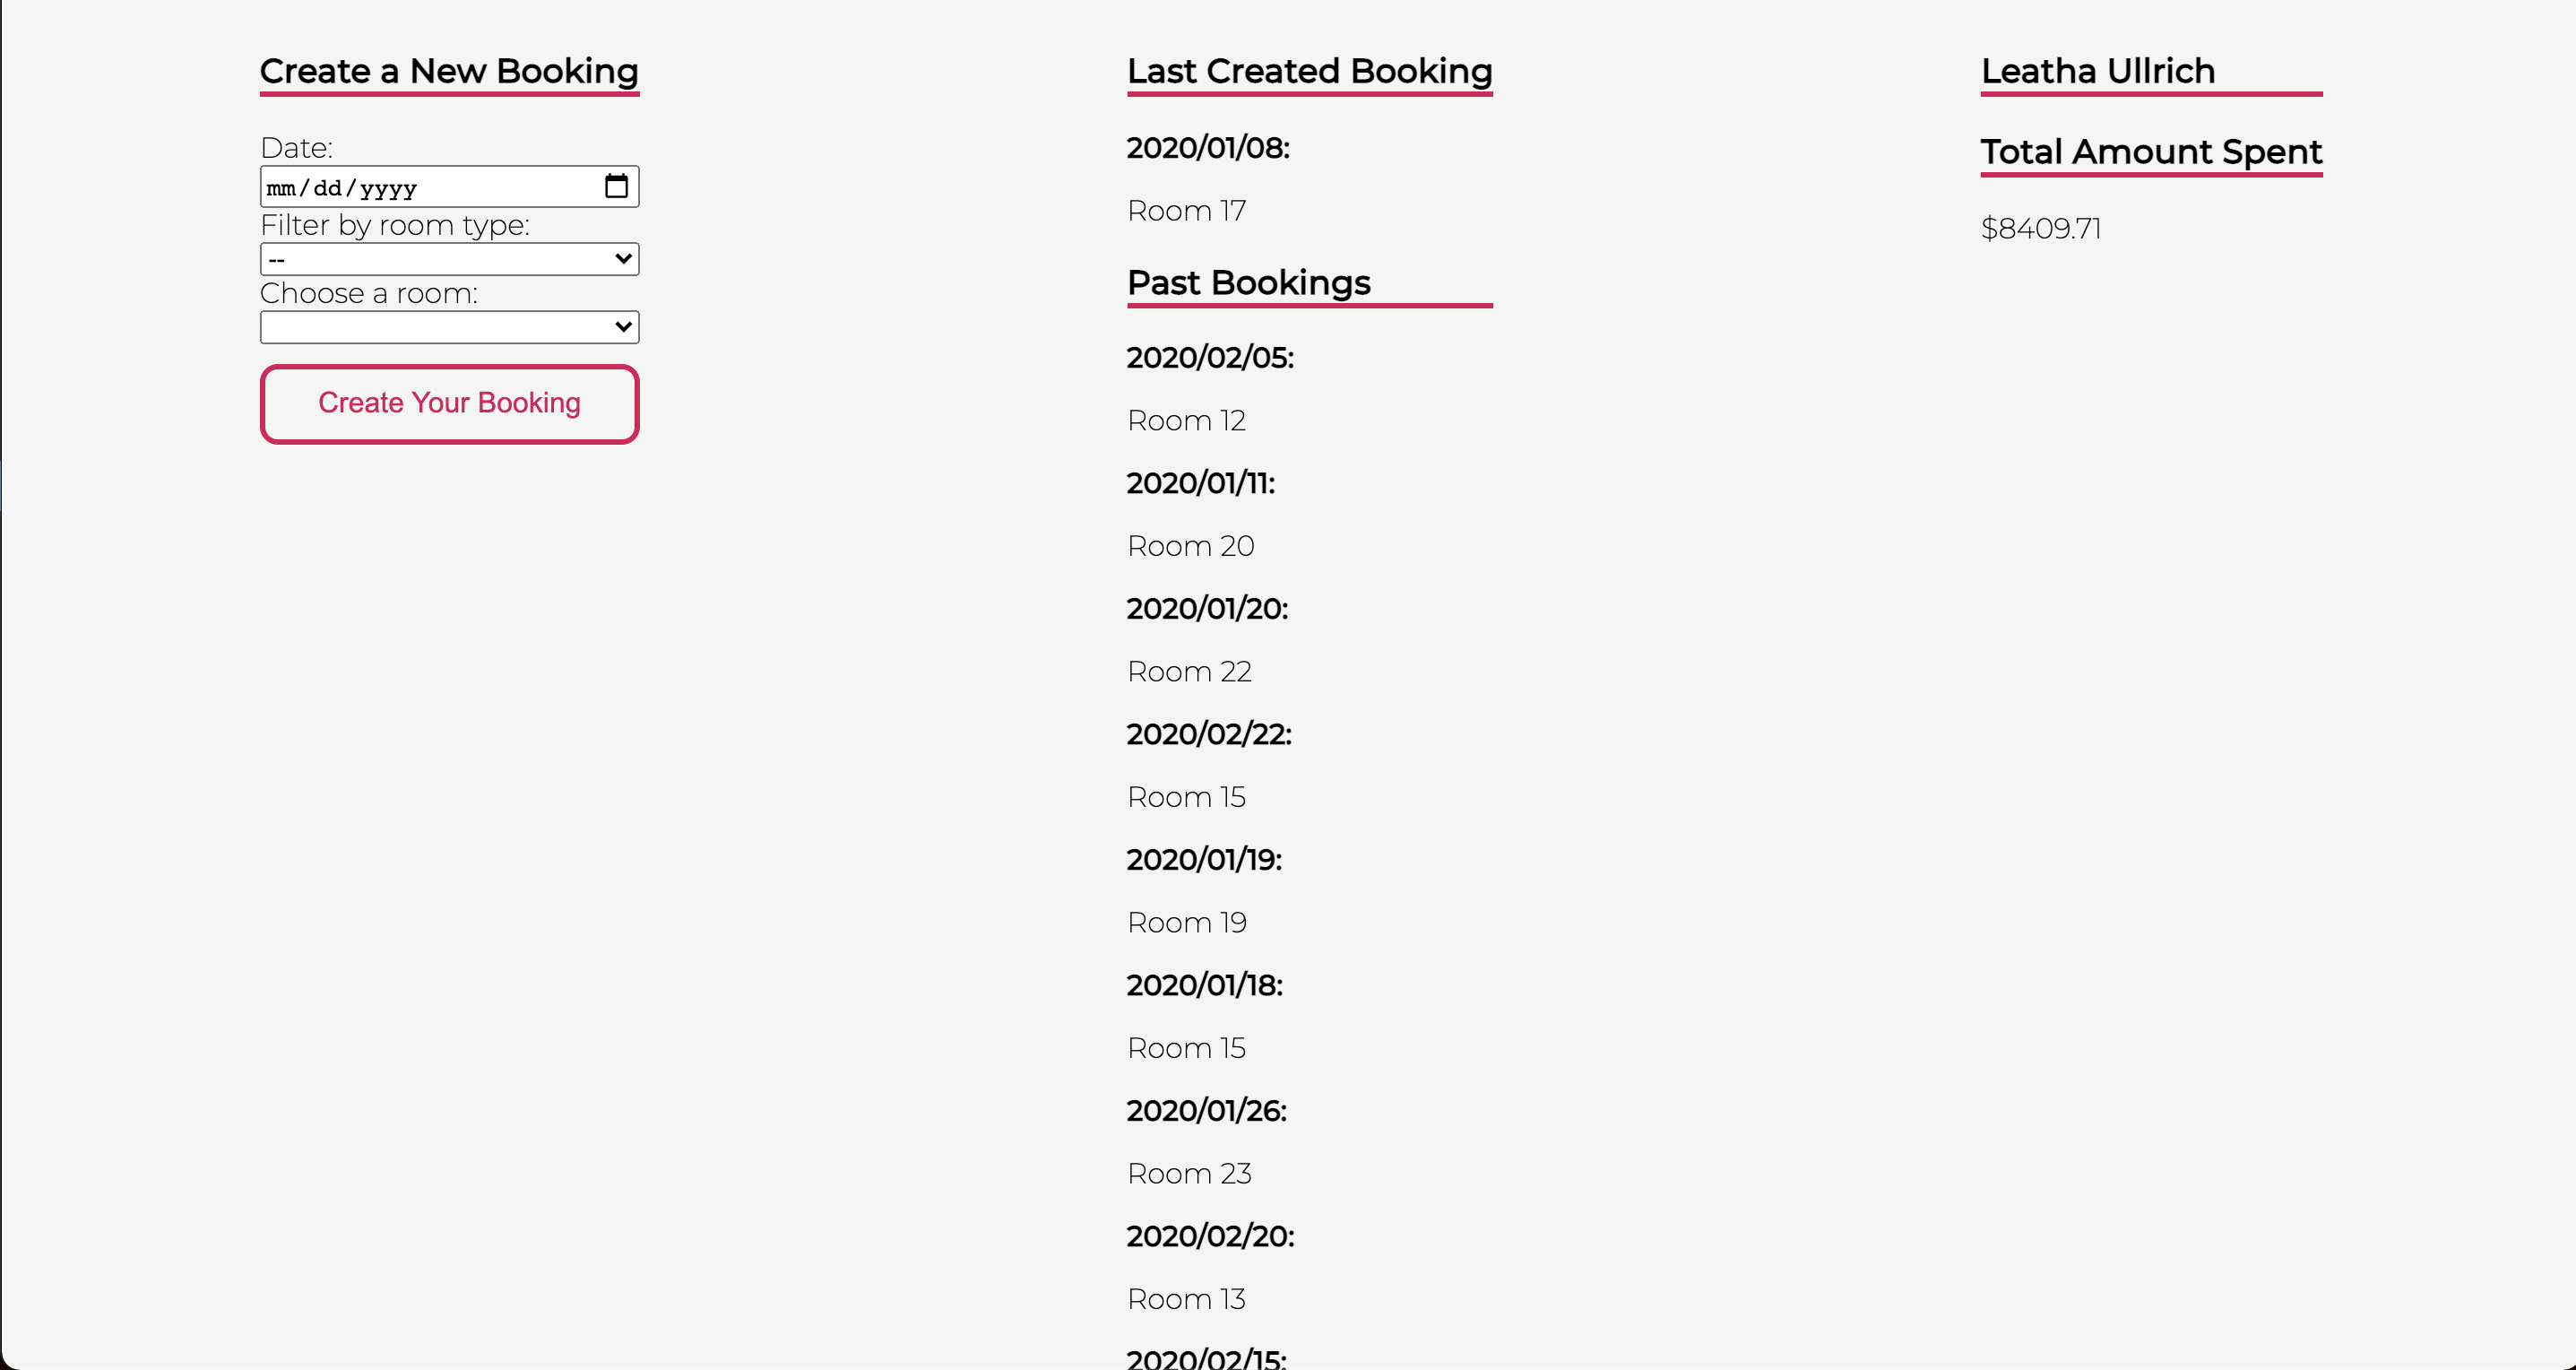 Create a New Booking
Date:
mm/dd/yyyy
Filter by room type:
--
Choose a room:
Create Your Booking
Last Created Booking
2020/01/08:
Room 17
Past Bookings
2020/02/05:
Room 12
2020/01/11:
Room 20
2020/01/20:
Room 22
2020/02/22:
Room 15
2020/01/19:
Room 19
2020/01/18:
Room 15
2020/01/26:
Room 23
2020/02/20:
Room 13
2020/02/15:
Leatha Ullrich
Total Amount Spent
$8409.71